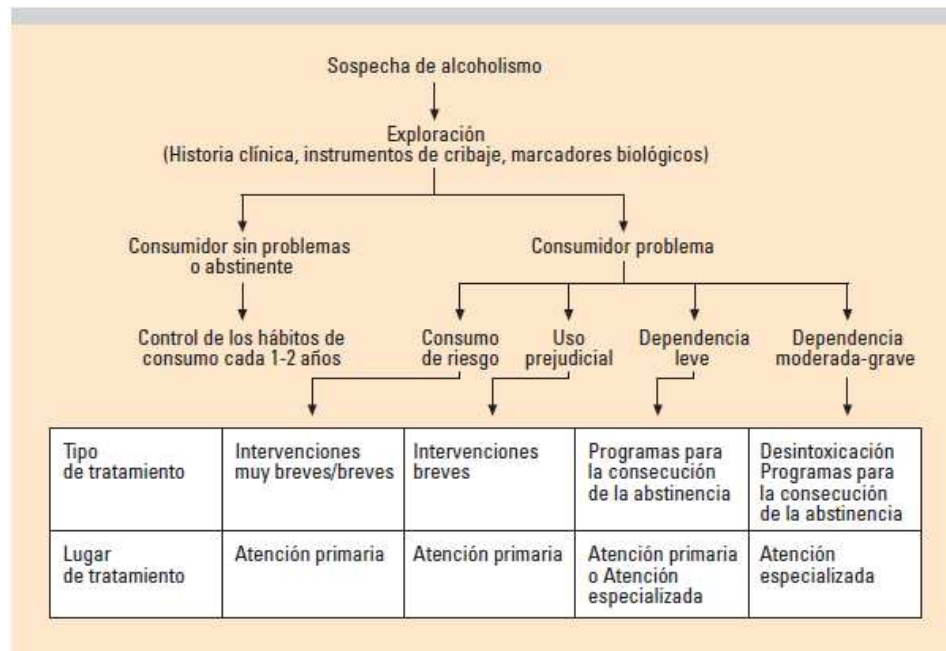 Sospecha de alcoholismo
Exploración
(Historia clínica, instrumentos de cribaje, marcadores biológicos)
Consumidor sin problemas
o abstinente
Consumidor problema
Control de los hábitos de
consumo cada 1-2 años
Consumo
de riesgo
Uso
prejudicial
Dependencia
leve
Dependencia
moderada-grave
Tipo
de tratamiento
Intervenciones
muy breves/breves
Intervenciones
breves
Programas para
la consecución
de la abstinencia
Desintoxicación
Programas para
la consecución
de la abstinencia
Lugar
de tratamiento
Atención primaria
Atención primaria
Atención primaria
o Atención
especializada
Atención
especializada